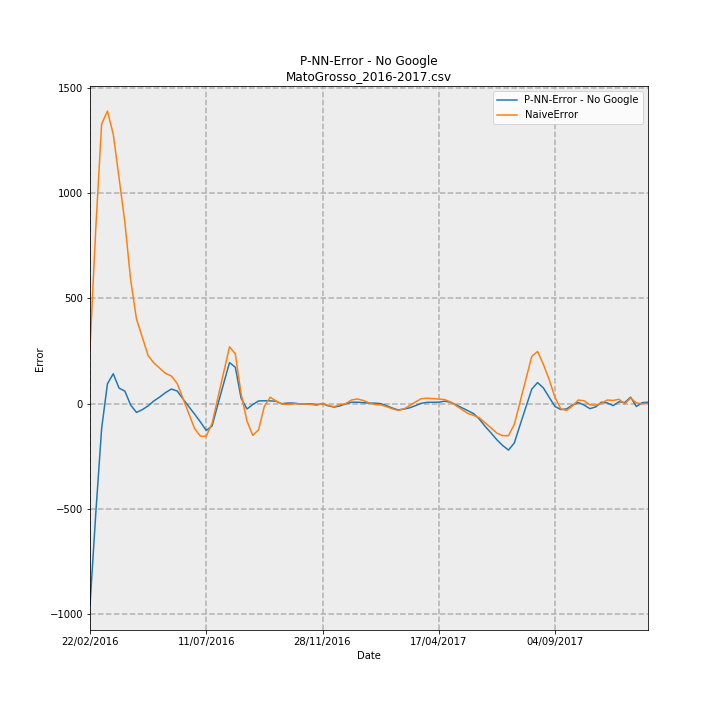 P-NN-Error - No Google
MatoGrosso_2016-2017.csv
P-NN-Error - No Google
NaiveError
1500
1000
500
0
−500
−1000
Error
22/02/2016
11/07/2016
28/11/2016
17/04/2017
04/09/2017
Date